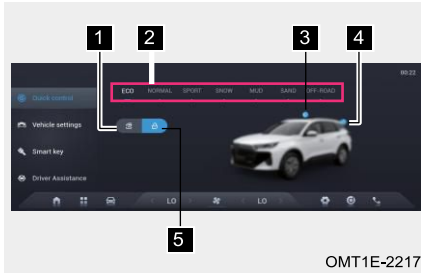 1 2 3 4
00:22
ECO NORMAL SPORT SNOW MUD SAND OFF-ROAD
Quick control
Vehicle settings
Smart key
Driver Assistance
LO LO
5
OMT1E-2217